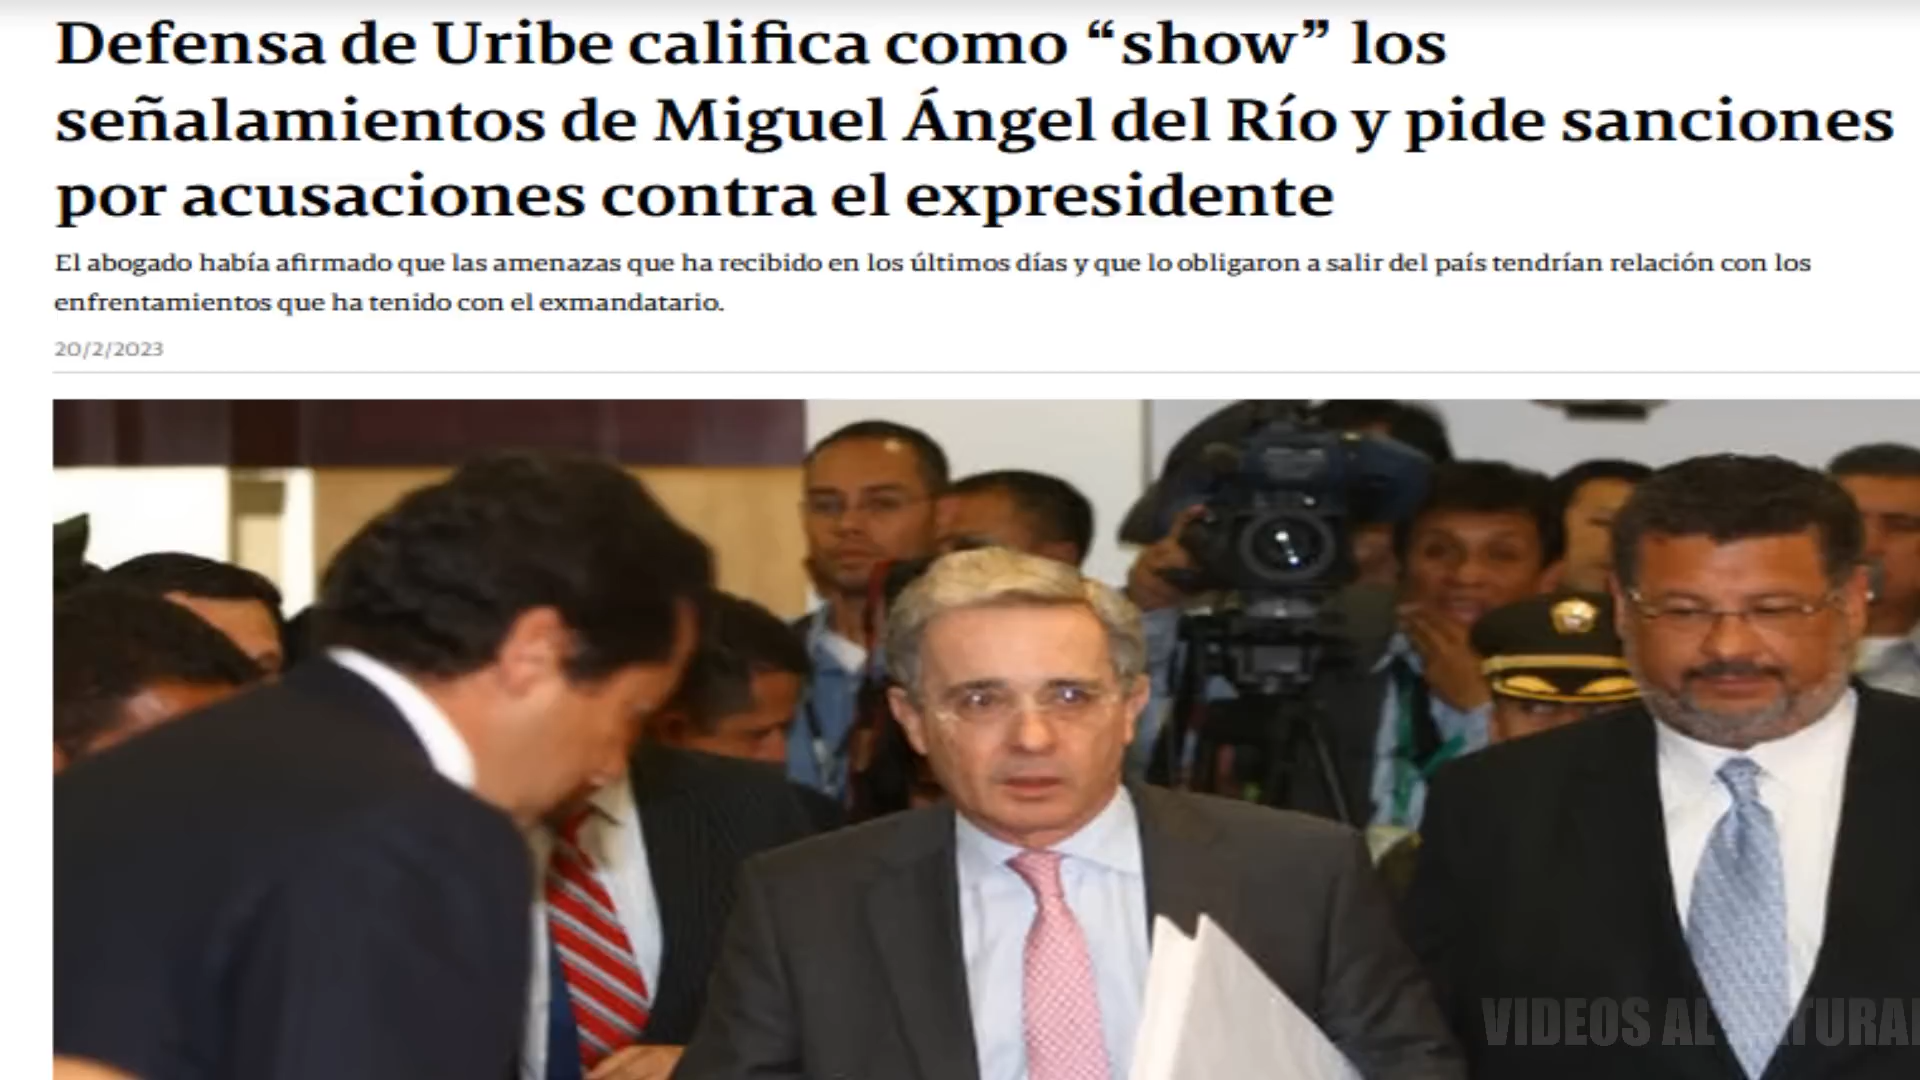 Defensa de Uribe califica como “show” los
señalamientos de Miguel Ángel del Río y pide sanciones
por acusaciones contra el expresidente
El abogado había afirmado que las amenazas que ha recibido en los últimos días y que lo obligaron a salir del país tendrían relación con los
enfrentamientos que ha tenido con el exmandatario.
20/2/2023
VIDEOS AL NATURAL